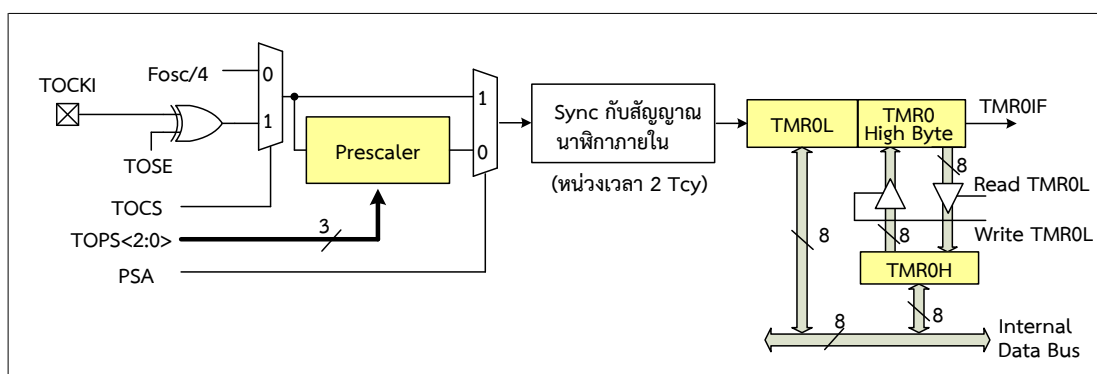 TOCKI
Fosc/4
0
1
TOSE
TOCS
TOPS<2:0>
3
PSA
Prescaler
1
0
Sync กับสัญญาณ
นาฬิกาภายใน
(หน่วงเวลา 2 Tcy)
TMR0L
TMR0
High Byte
TMR0IF
8
Read TMR0L
8
8
Write TMR0L
TMR0H
8
8
Internal
Data Bus